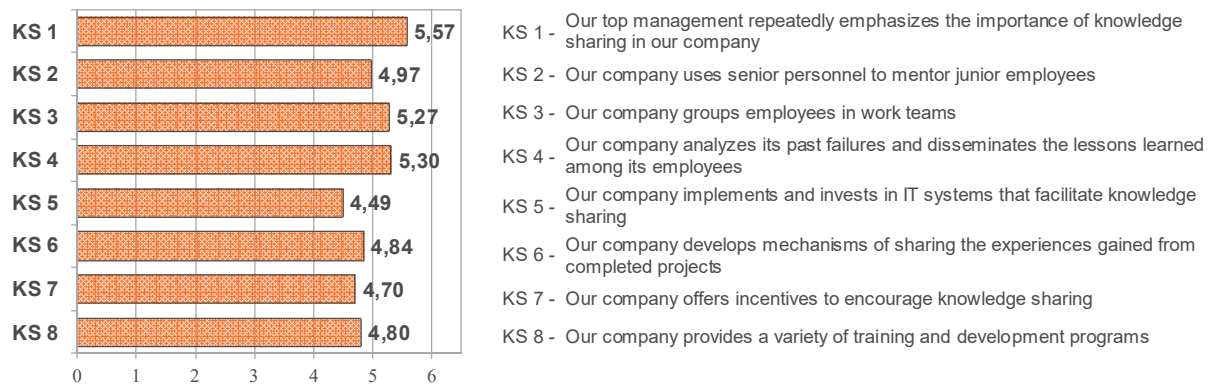 KS 1
5,57
KS 2
4,97
KS 3
5,27
KS 4
5,30
KS 5
4,49
KS 6
4,84
KS 7
4,70
KS 8
4,80
0 1 2 3 4 5 6
KS 1 - Our top management repeatedly emphasizes the importance of knowledge
sharing in our company
KS 2 - Our company uses senior personnel to mentor junior employees
KS 3 - Our company groups employees in work teams
KS 4 - Our company analyzes its past failures and disseminates the lessons learned
among its employees
KS 5 - Our company implements and invests in IT systems that facilitate knowledge
sharing
KS 6 - Our company develops mechanisms of sharing the experiences gained from
completed projects
KS 7 - Our company offers incentives to encourage knowledge sharing
KS 8 - Our company provides a variety of training and development programs